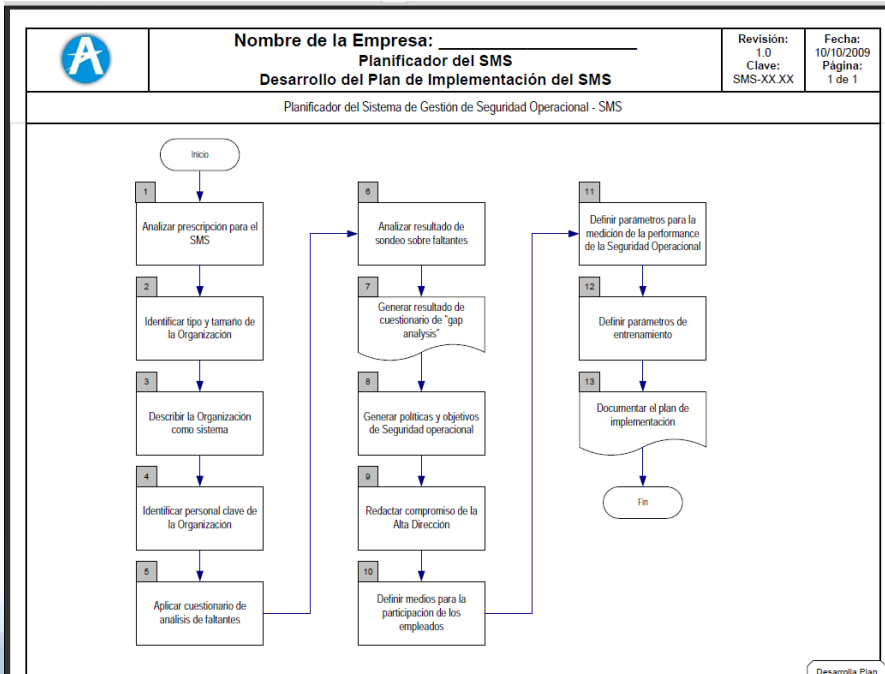 Nombre de la Empresa: ____________________
Planificador del SMS
Desarrollo del Plan de Implementación del SMS
Revisión:
1.0
Clave:
SMS-XX.XX
Fecha:
10/10/2009
Página:
1 de 1
Planificador del Sistema de Gestión de Seguridad Operacional - SMS
Inicio
1
Analizar prescripción para el
SMS
2
Identificar tipo y tamaño de
la Organización
3
Describir la Organización
como sistema
4
Identificar personal clave de
la Organización
5
Aplicar cuestionario de
análisis de faltantes
6
Analizar resultado de
sondeo sobre faltantes
7
Generar resultado de
cuestionario de "gap
analysis"
8
Generar políticas y objetivos
de Seguridad operacional
9
Redactar compromiso de la
Alta Dirección
10
Definir medios para la
participación de los
empleados
11
Definir parámetros para la
medición de la performance
de la Seguridad Operacional
12
Definir parámetros de
entrenamiento
13
Documentar el plan de
implementación
Fin
Desarrolla Plan